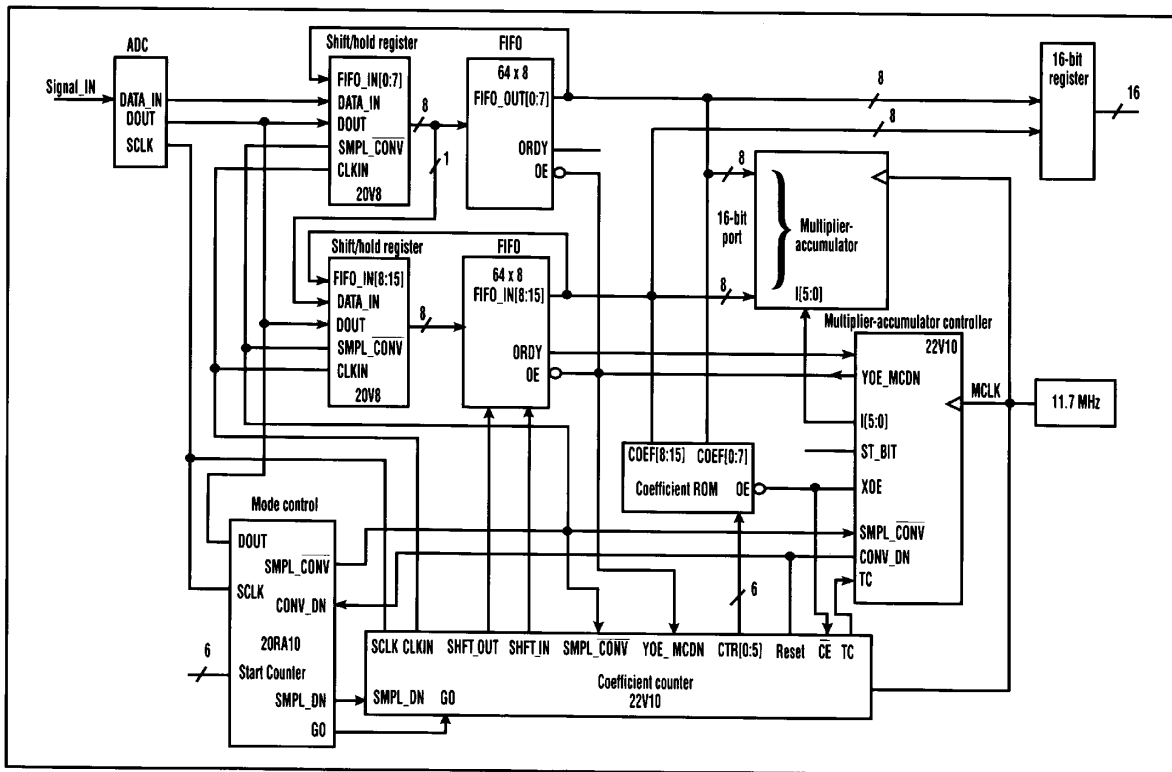 ADC
Signal_IN
DATA_IN
DOUT
SCLK
Shift/hold register
FIFO_IN[0:7]
DATA_IN
DOUT
SMPL_CONV
CLKIN
20V8
8
1
FIFO
64 x 8
FIFO_OUT[0:7]
ORDY
OE
8
8
16-bit
register
16
8
16-bit
port
8
Multiplier-
accumulator
I[5:0]
Shift/hold register
FIFO_IN[8:15]
DATA_IN
DOUT
SMPL_CONV
CLKIN
20V8
8
FIFO
64 x 8
FIFO_IN[8:15]
ORDY
OE
Multiplier-accumulator controller
22V10
YOE_MCDN
MCLK
I(5:0]
ST_BIT
XOE
SMPL_CONV
CONV_DN
TC
11.7 MHz
COEF[8:15] COEF[0:7]
Coefficient ROM OE
6
Mode control
DOUT
SMPL_CONV
SCLK
CONV_DN
20RA10
6
Start Counter
SMPL_DN
GO
SCLK CLKIN SHFT_OUT SHFT_IN SMPL_CONV YOE_MCDN CTR[0:5] Reset CE TC
SMPL_DN GO
Coefficient counter
22V10